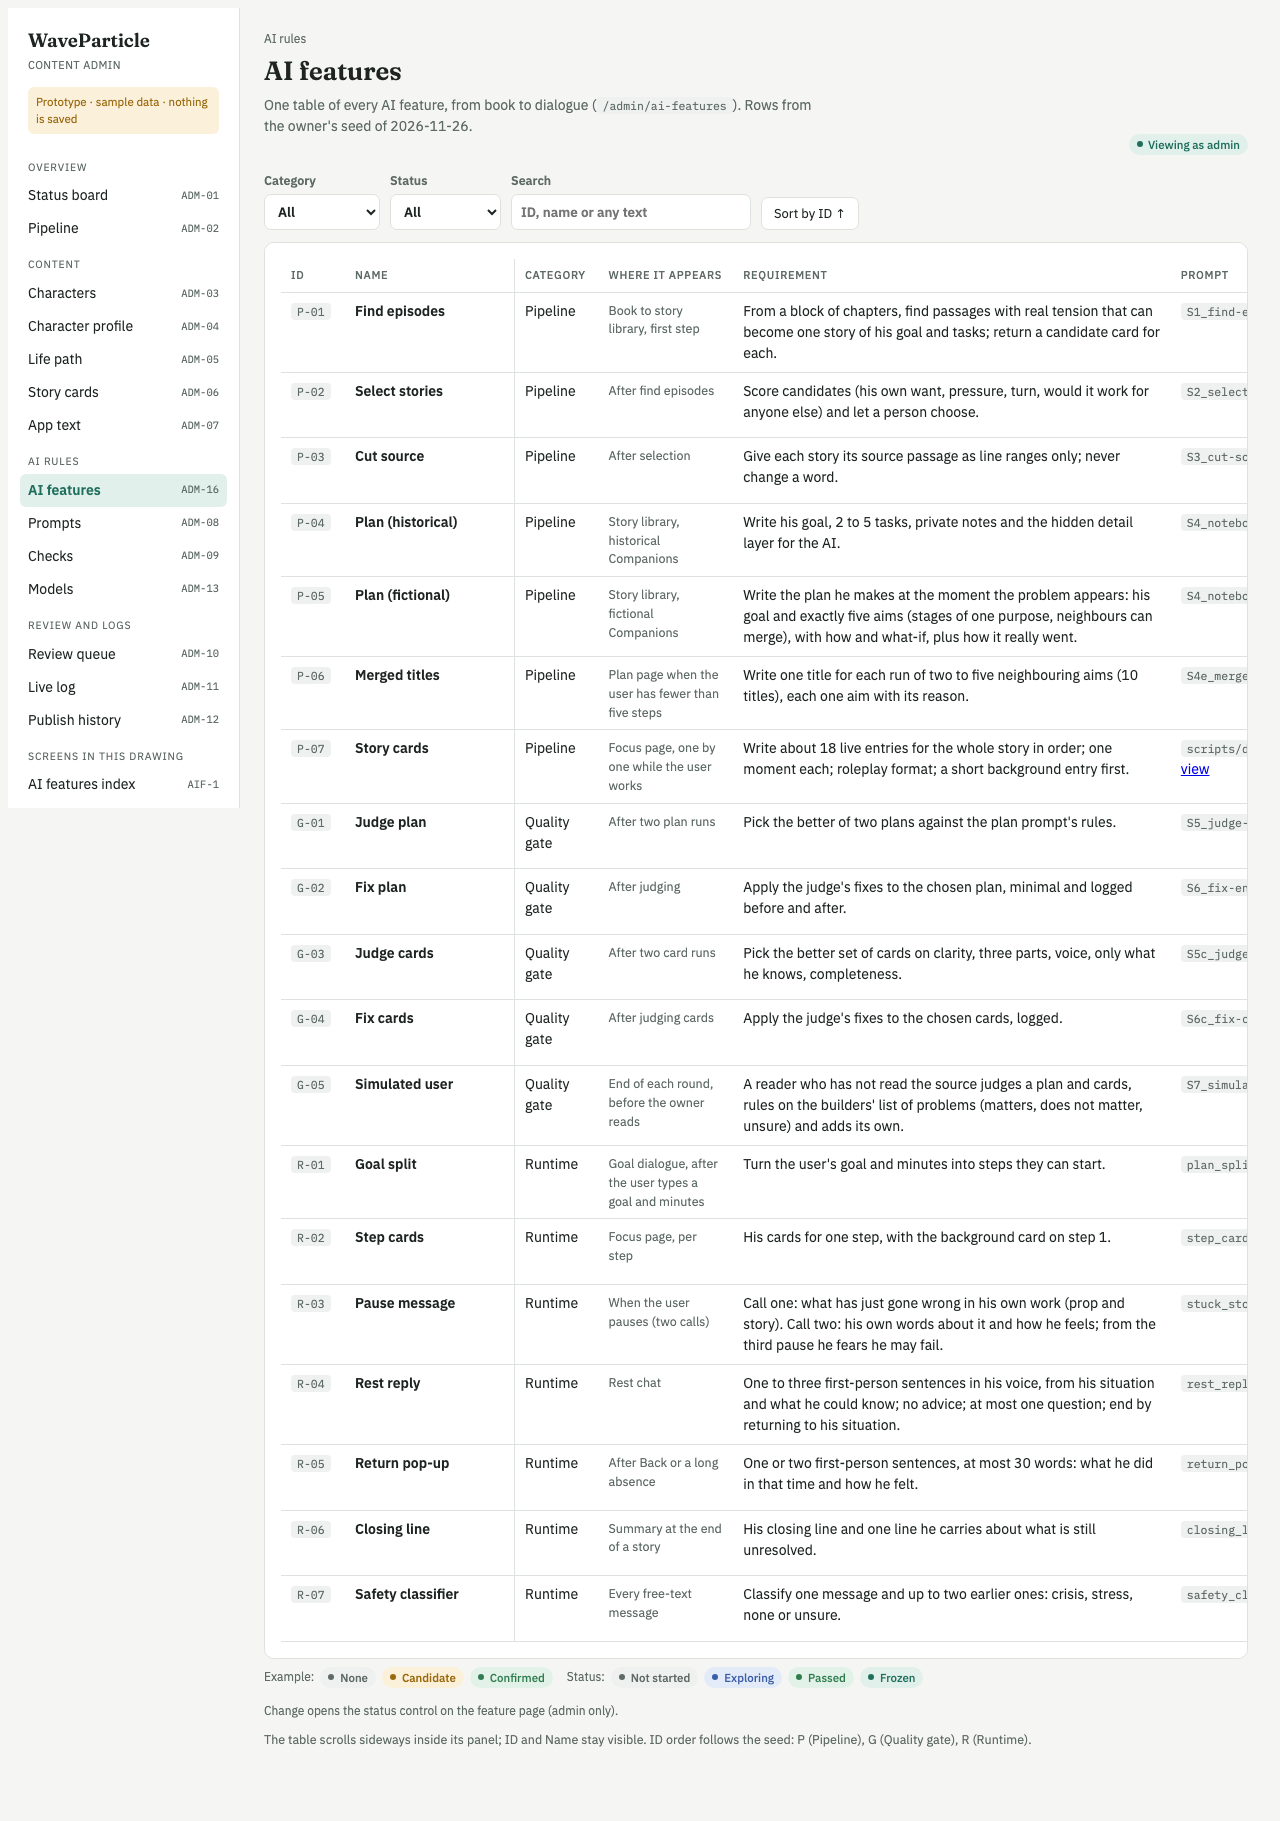 WaveParticle
CONTENT ADMIN
Prototype · sample data · nothing
is saved
OVERVIEW
Status board ADM-01
Pipeline ADM-02
CONTENT
Characters ADM-03
Character profile ADM-04
Life path ADM-05
Story cards ADM-06
App text ADM-07
AI RULES
AI features ADM-16
Prompts ADM-08
Checks ADM-09
Models ADM-13
REVIEW AND LOGS
Review queue ADM-10
Live log ADM-11
Publish history ADM-12
SCREENS IN THIS DRAWING
AI features index AIF-1
AI rules
AI features
One table of every AI feature, from book to dialogue ( /admin/ai-features ). Rows from
the owner's seed of 2026-11-26.
Viewing as admin
Category Status Search
All All ID, name or any text Sort by ID ↑
ID NAME CATEGORY WHERE IT APPEARS REQUIREMENT PROMPT
P-01 Find episodes Pipeline Book to story From a block of chapters, find passages with real tension that can S1_find-e
library, first step become one story of his goal and tasks; return a candidate card for
each.
P-02 Select stories Pipeline After find episodes Score candidates (his own want, pressure, turn, would it work for S2_select
anyone else) and let a person choose.
P-03 Cut source Pipeline After selection Give each story its source passage as line ranges only; never S3_cut-so
change a word.
P-04 Plan (historical) Pipeline Story library, Write his goal, 2 to 5 tasks, private notes and the hidden detail S4_notebo
historical layer for the AI.
Companions
P-05 Plan (fictional) Pipeline Story library, Write the plan he makes at the moment the problem appears: his S4_notebo
fictional goal and exactly five aims (stages of one purpose, neighbours can
Companions merge), with how and what-if, plus how it really went.
P-06 Merged titles Pipeline Plan page when the Write one title for each run of two to five neighbouring aims (10 S4e_merge
user has fewer than titles), each one aim with its reason.
five steps
P-07 Story cards Pipeline Focus page, one by Write about 18 live entries for the whole story in order; one scripts/d
one while the user moment each; roleplay format; a short background entry first. view
works
G-01 Judge plan Quality After two plan runs Pick the better of two plans against the plan prompt's rules. S5_judge-
gate
G-02 Fix plan Quality After judging Apply the judge's fixes to the chosen plan, minimal and logged S6_fix-en
gate before and after.
G-03 Judge cards Quality After two card runs Pick the better set of cards on clarity, three parts, voice, only what S5c_judge
gate he knows, completeness.
G-04 Fix cards Quality After judging cards Apply the judge's fixes to the chosen cards, logged. S6c_fix-c
gate
G-05 Simulated user Quality End of each round, A reader who has not read the source judges a plan and cards, S7_simula
gate before the owner rules on the builders' list of problems (matters, does not matter,
reads unsure) and adds its own.
R-01 Goal split Runtime Goal dialogue, after Turn the user's goal and minutes into steps they can start. plan_spli
the user types a
goal and minutes
R-02 Step cards Runtime Focus page, per His cards for one step, with the background card on step 1. step_card
step
R-03 Pause message Runtime When the user Call one: what has just gone wrong in his own work (prop and stuck_sto
pauses (two calls) story). Call two: his own words about it and how he feels; from the
third pause he fears he may fail.
R-04 Rest reply Runtime Rest chat One to three first-person sentences in his voice, from his situation rest_repl
and what he could know; no advice; at most one question; end by
returning to his situation.
R-05 Return pop-up Runtime After Back or a long One or two first-person sentences, at most 30 words: what he did return_po
absence in that time and how he felt.
R-06 Closing line Runtime Summary at the end His closing line and one line he carries about what is still closing_l
of a story unresolved.
R-07 Safety classifier Runtime Every free-text Classify one message and up to two earlier ones: crisis, stress, safety_cl
message none or unsure.
Example: None Candidate Confirmed Status: Not started Exploring Passed Frozen
Change opens the status control on the feature page (admin only).
The table scrolls sideways inside its panel; ID and Name stay visible. ID order follows the seed: P (Pipeline), G (Quality gate), R (Runtime).